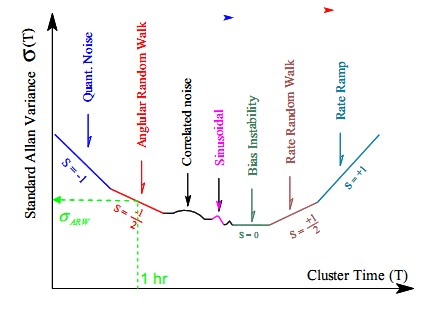 Standard Allan Variance σ(T)
Quant. Noise
Anglular Random Walk
Correlated noise
Sinusoidal
Bias Instability
Rate Random Walk
Rate Ramp
S = -1
S = -1/2
S = 0
S = +1/2
S = +1
σARW
1 hr
Cluster Time (T)